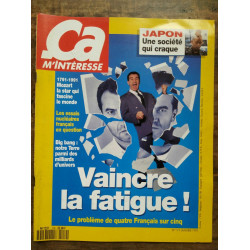 Ça
M'INTÉRESSE
JAPON
Une société
qui craque
1791-1991
Mozart
la star qui
fascine
le monde
Les essais
nucléaires
français
en question
Big bang :
notre Terre
parmi des
milliards
d'univers
Vaincre
la fatigue !
Le problème de quatre Français sur cinq